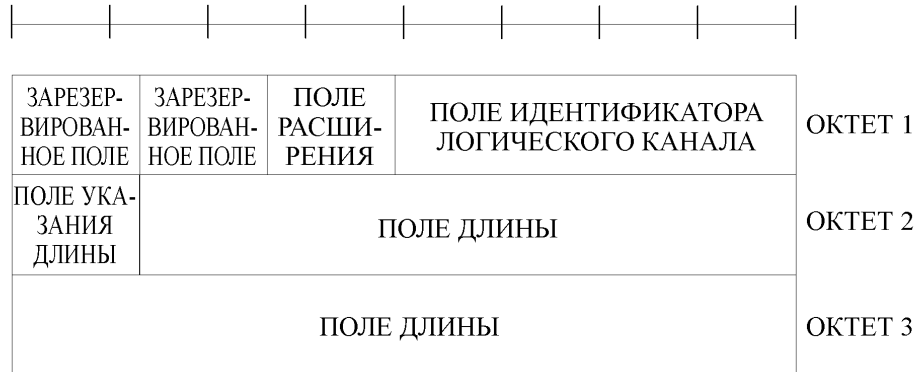 ЗАРЕЗЕР-
ВИРОВАН-
НОЕ ПОЛЕ
ЗАРЕЗЕР-
ВИРОВАН-
НОЕ ПОЛЕ
ПОЛЕ
РАСШИ-
РЕНИЯ
ПОЛЕ ИДЕНТИФИКАТОРА
ЛОГИЧЕСКОГО КАНАЛА
ОКТЕТ 1
ПОЛЕ УКА-
ЗАНИЯ
ДЛИНЫ
ПОЛЕ ДЛИНЫ
ОКТЕТ 2
ПОЛЕ ДЛИНЫ
ОКТЕТ 3